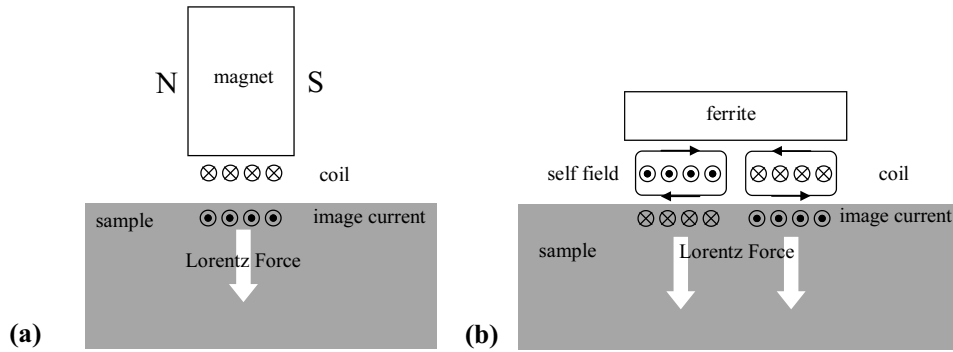 N magnet S
coil
sample
image current
Lorentz Force
(a)
ferrite
self field
coil
image current
sample
Lorentz Force
(b)